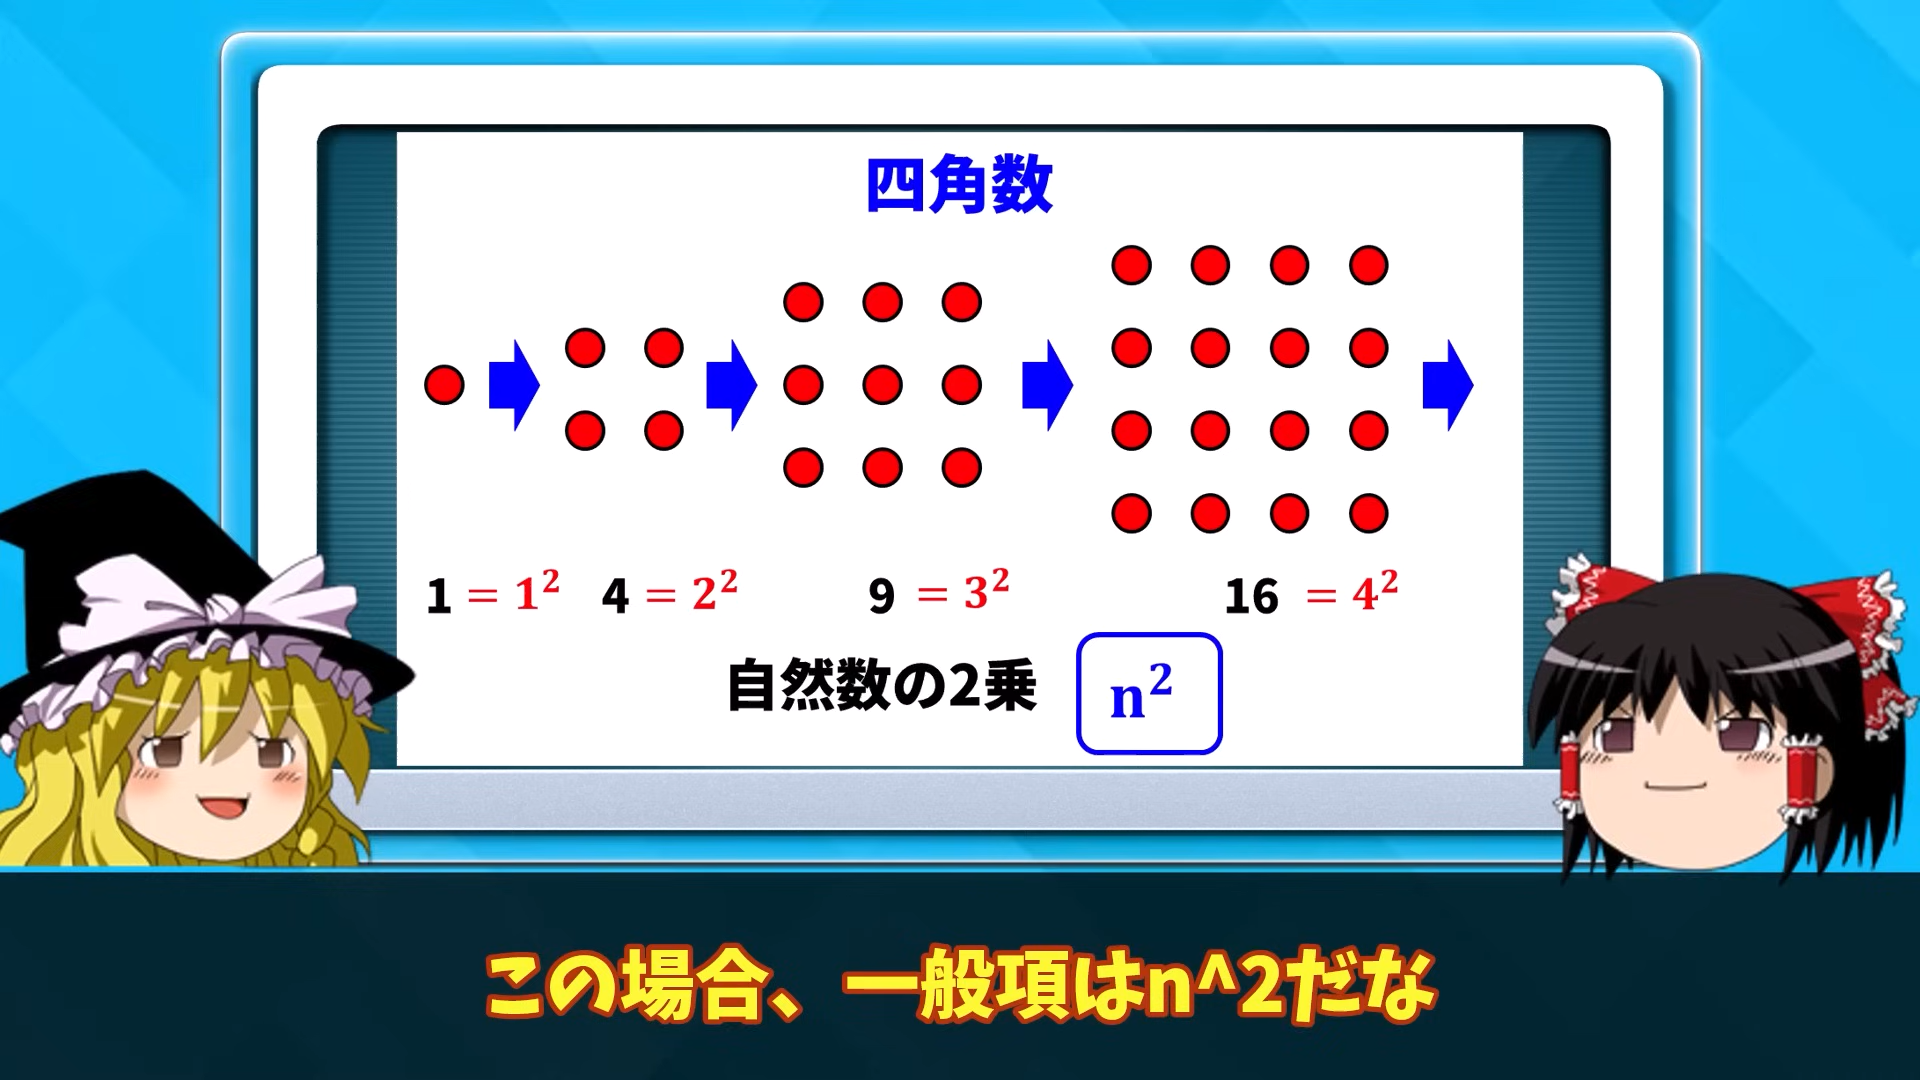 四角数
1 = 1² 4 = 2² 9 = 3² 16 = 4²
自然数の2乗 n²
この場合、一般項はn^2だな